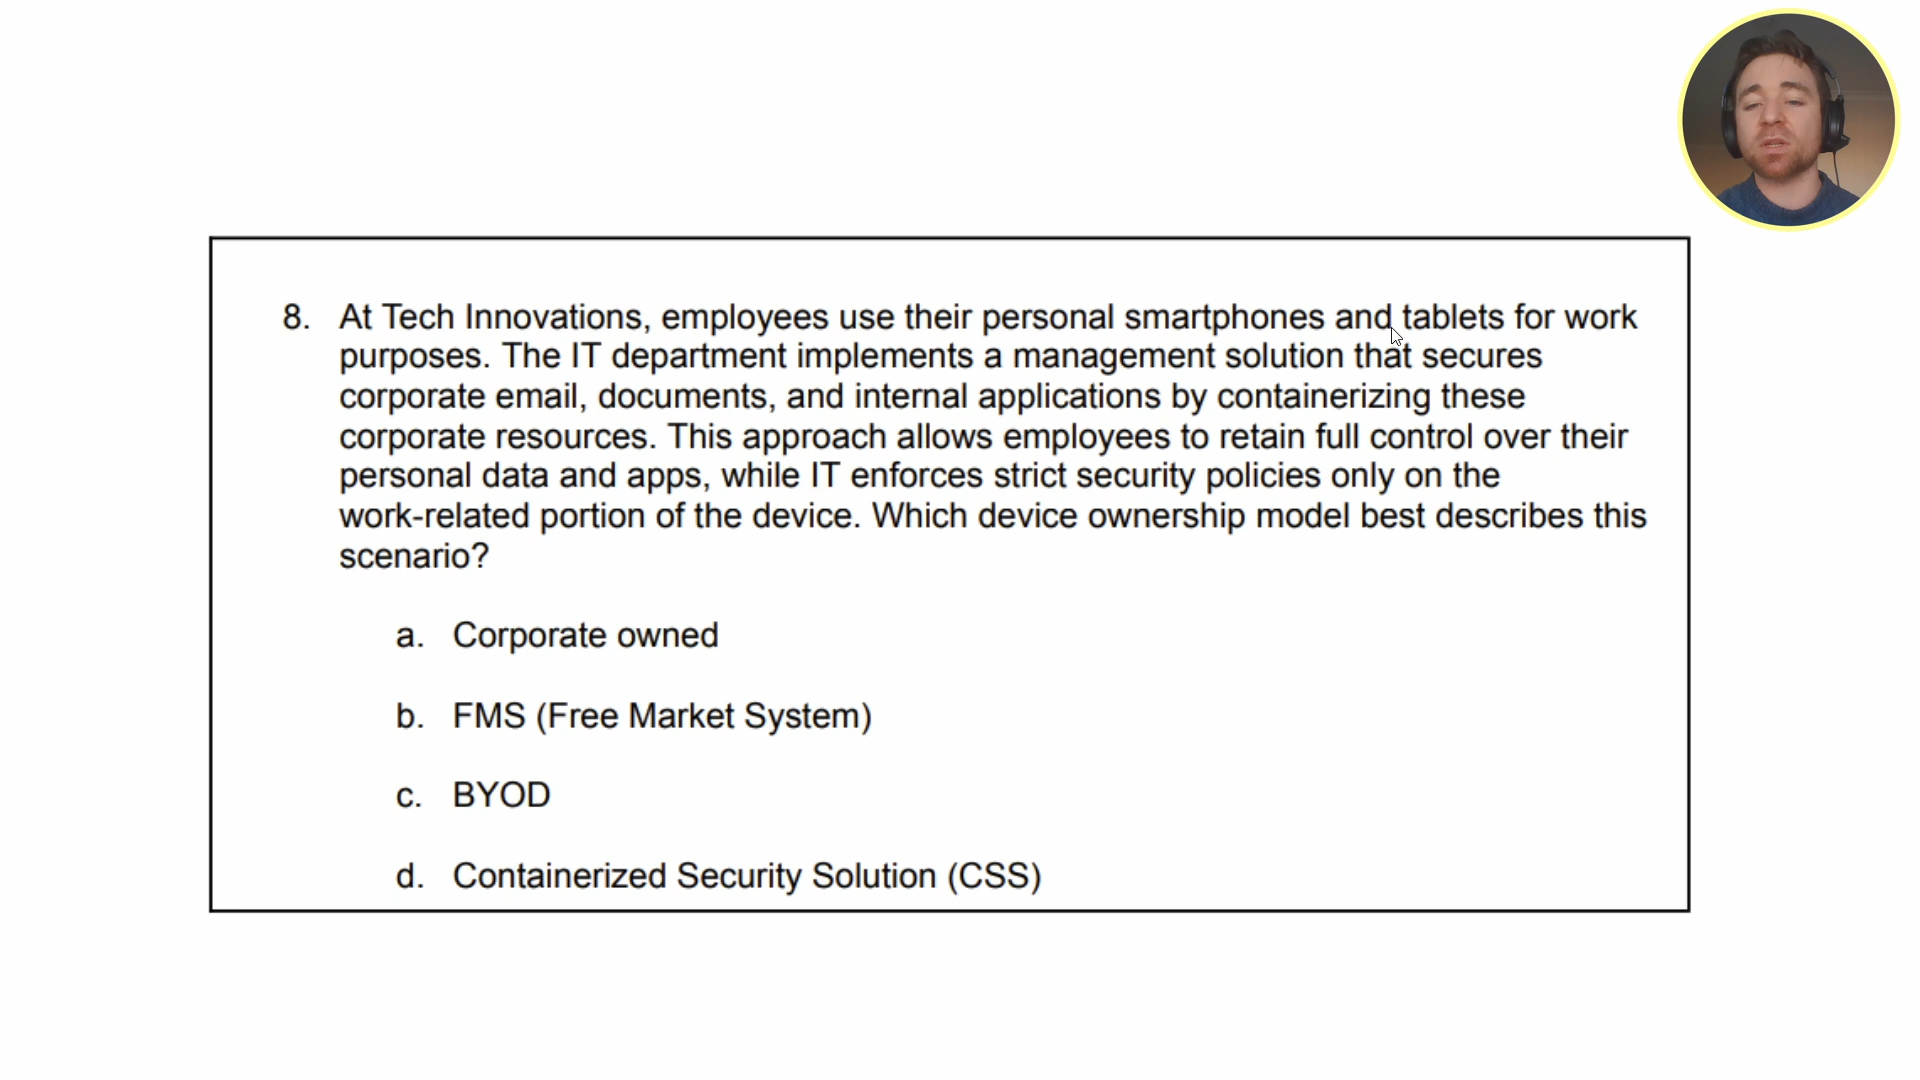 8. At Tech Innovations, employees use their personal smartphones and tablets for work
purposes. The IT department implements a management solution that secures
corporate email, documents, and internal applications by containerizing these
corporate resources. This approach allows employees to retain full control over their
personal data and apps, while IT enforces strict security policies only on the
work-related portion of the device. Which device ownership model best describes this
scenario?
a. Corporate owned
b. FMS (Free Market System)
c. BYOD
d. Containerized Security Solution (CSS)